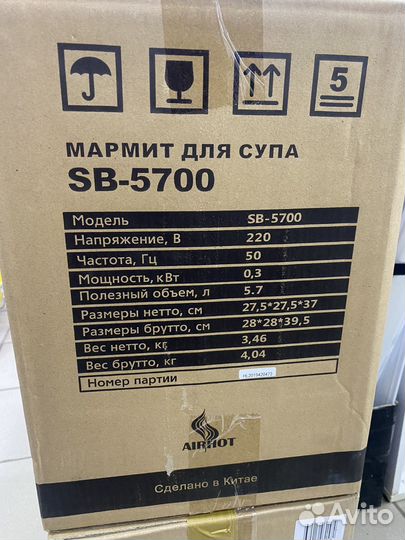 5
МАРМИТ ДЛЯ СУПА
SB-5700
Модель SB-5700
Напряжение, В 220
Частота, Гц 50
Мощность, кВт 0,3
Полезный объем, л 5.7
Размеры нетто, см 27,5*27,5*37
Размеры брутто, см 28*28*39,5
Вес нетто, кг 3,46
Вес брутто, кг 4,04
Номер партии
AIRHOT
Сделано в Китае
Avito